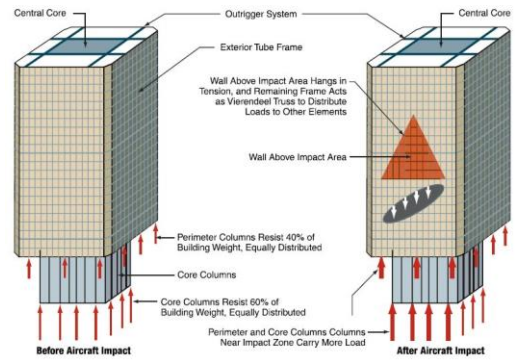 Central Core
Outrigger System
Central Core
Exterior Tube Frame
Wall Above Impact Area Hangs in
Tension, and Remaining Frame Acts
as Vierendeel Truss to Distribute
Loads to Other Elements
Wall Above Impact Area
Perimeter Columns Resist 40% of
Building Weight, Equally Distributed
Core Columns
Core Columns Resist 60% of
Building Weight, Equally Distributed
Perimeter and Core Columns Columns
Near Impact Zone Carry More Load
Before Aircraft Impact
After Aircraft Impact